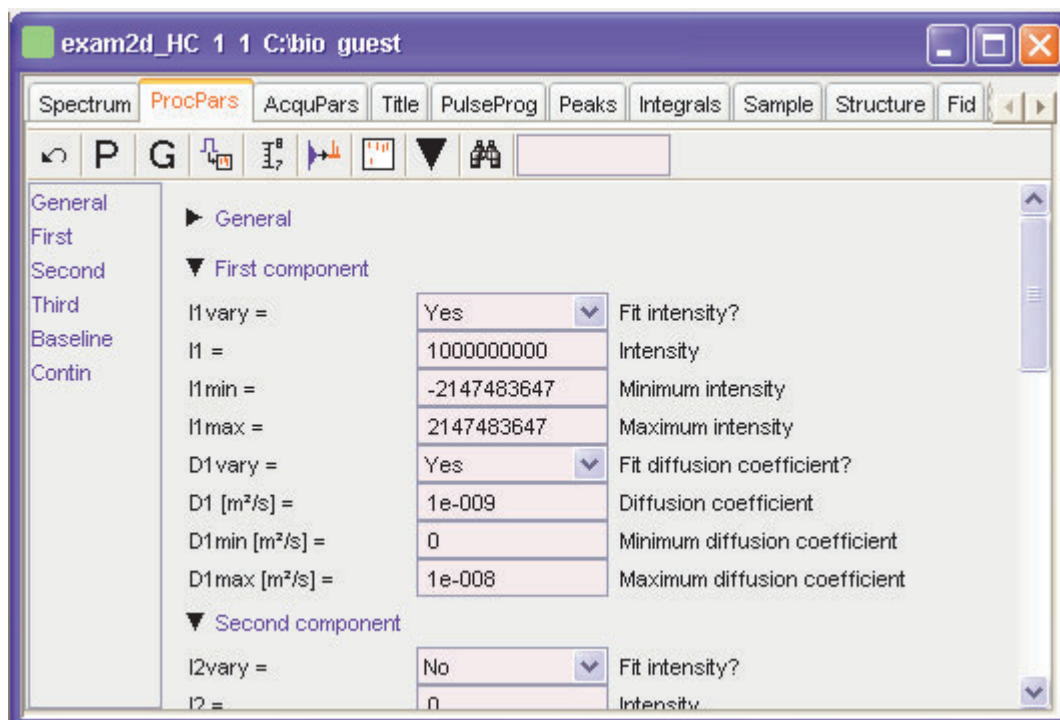 exam2d_HC 1 1 C:\bio guest
Spectrum ProcPars AcquPars Title PulseProg Peaks Integrals Sample Structure Fid
P G
General
First
Second
Third
Baseline
Contin
General
First component
I1vary = Yes Fit intensity?
I1 = 1000000000 Intensity
I1min = -2147483647 Minimum intensity
I1max = 2147483647 Maximum intensity
D1vary = Yes Fit diffusion coefficient?
D1 [m²/s] = 1e-009 Diffusion coefficient
D1min [m²/s] = 0 Minimum diffusion coefficient
D1max [m²/s] = 1e-008 Maximum diffusion coefficient
Second component
I2vary = No Fit intensity?
I2 = 0 Intensity